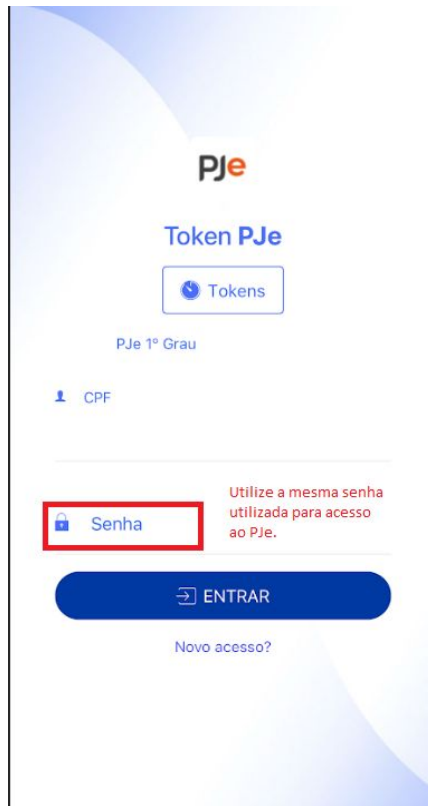 PJe
Token PJe
Tokens
PJe 1º Grau
CPF
Utilize a mesma senha
utilizada para acesso
ao PJe.
Senha
ENTRAR
Novo acesso?